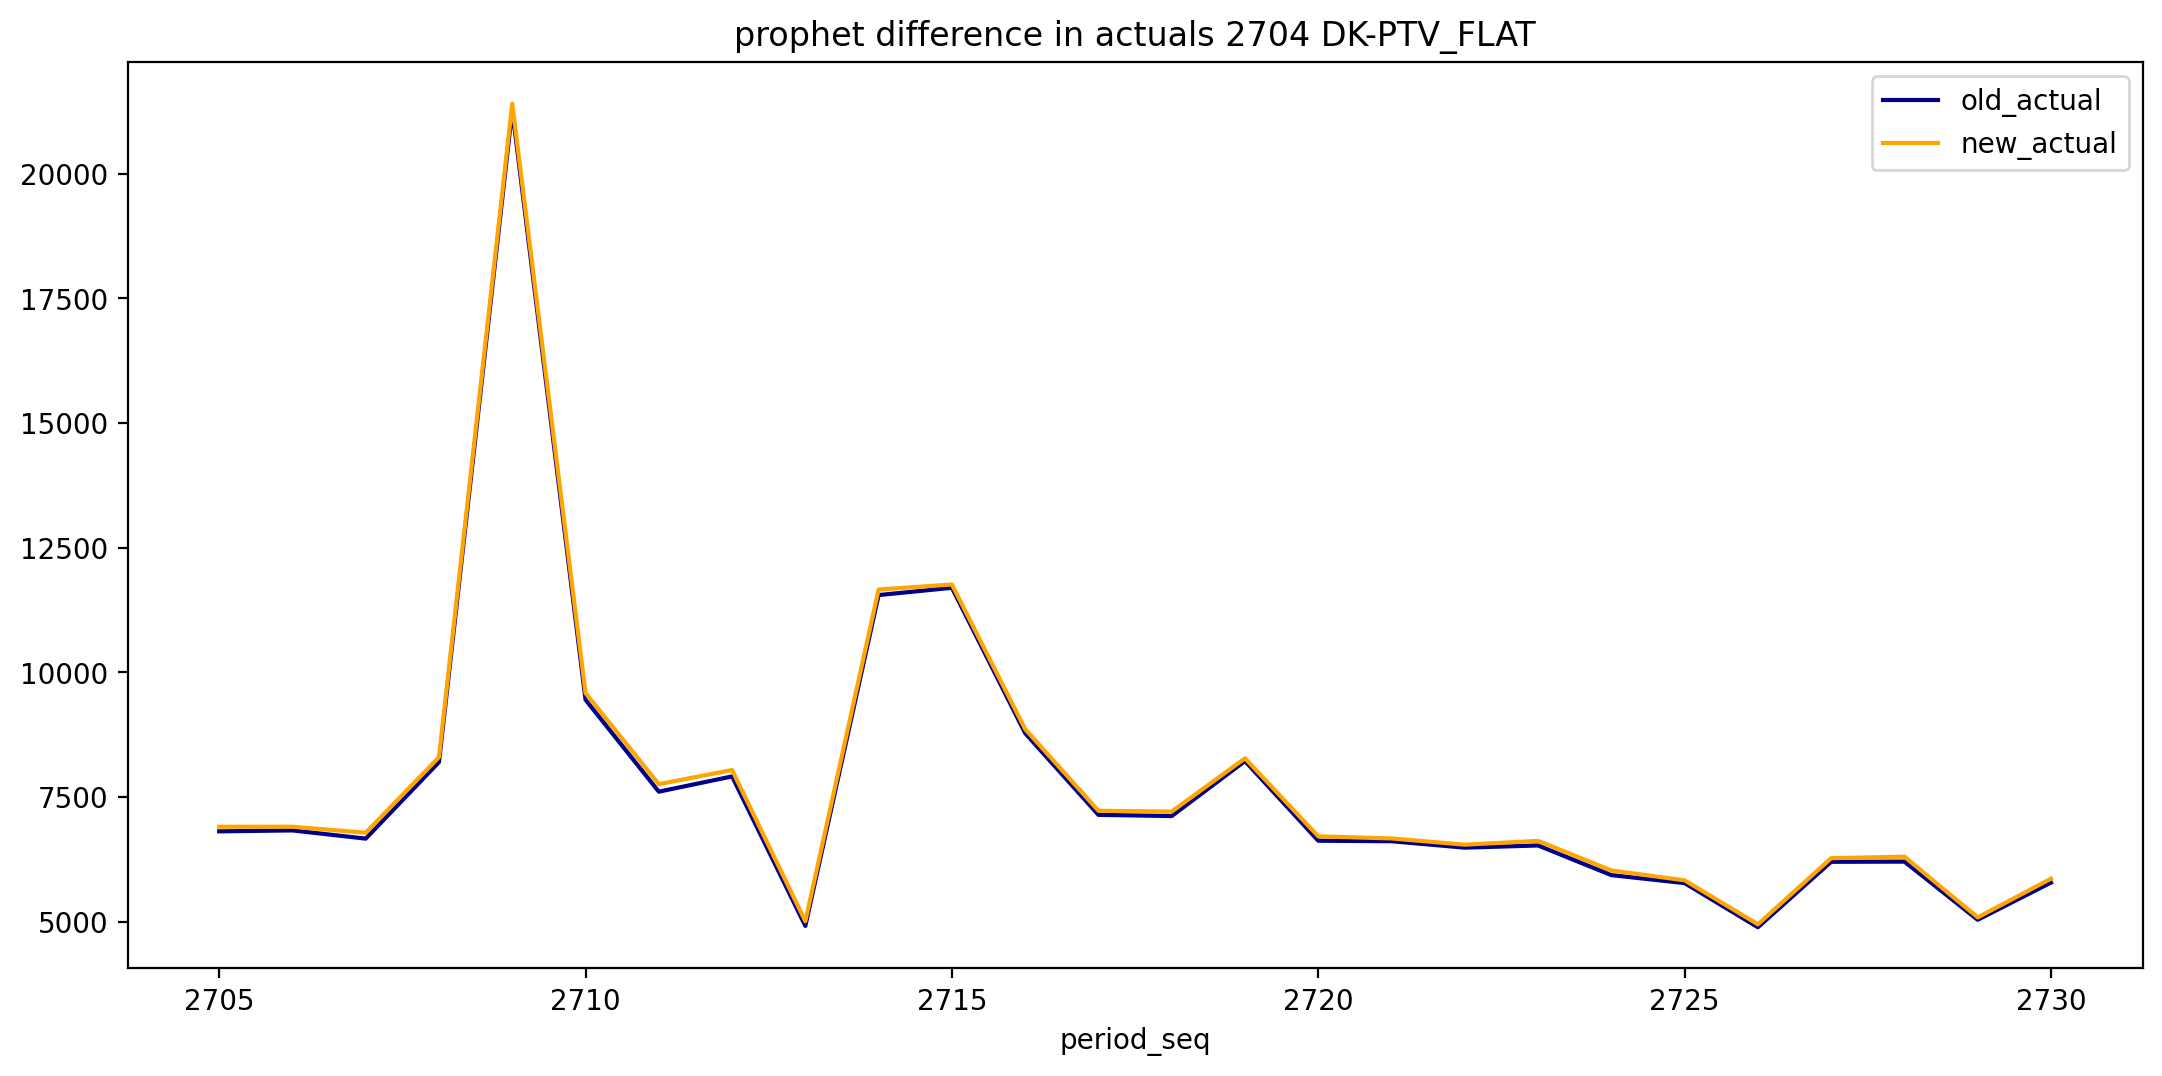 prophet difference in actuals 2704 DK-PTV_FLAT
old_actual
new_actual
20000
17500
15000
12500
10000
7500
5000
2705 2710 2715 2720 2725 2730
period_seq